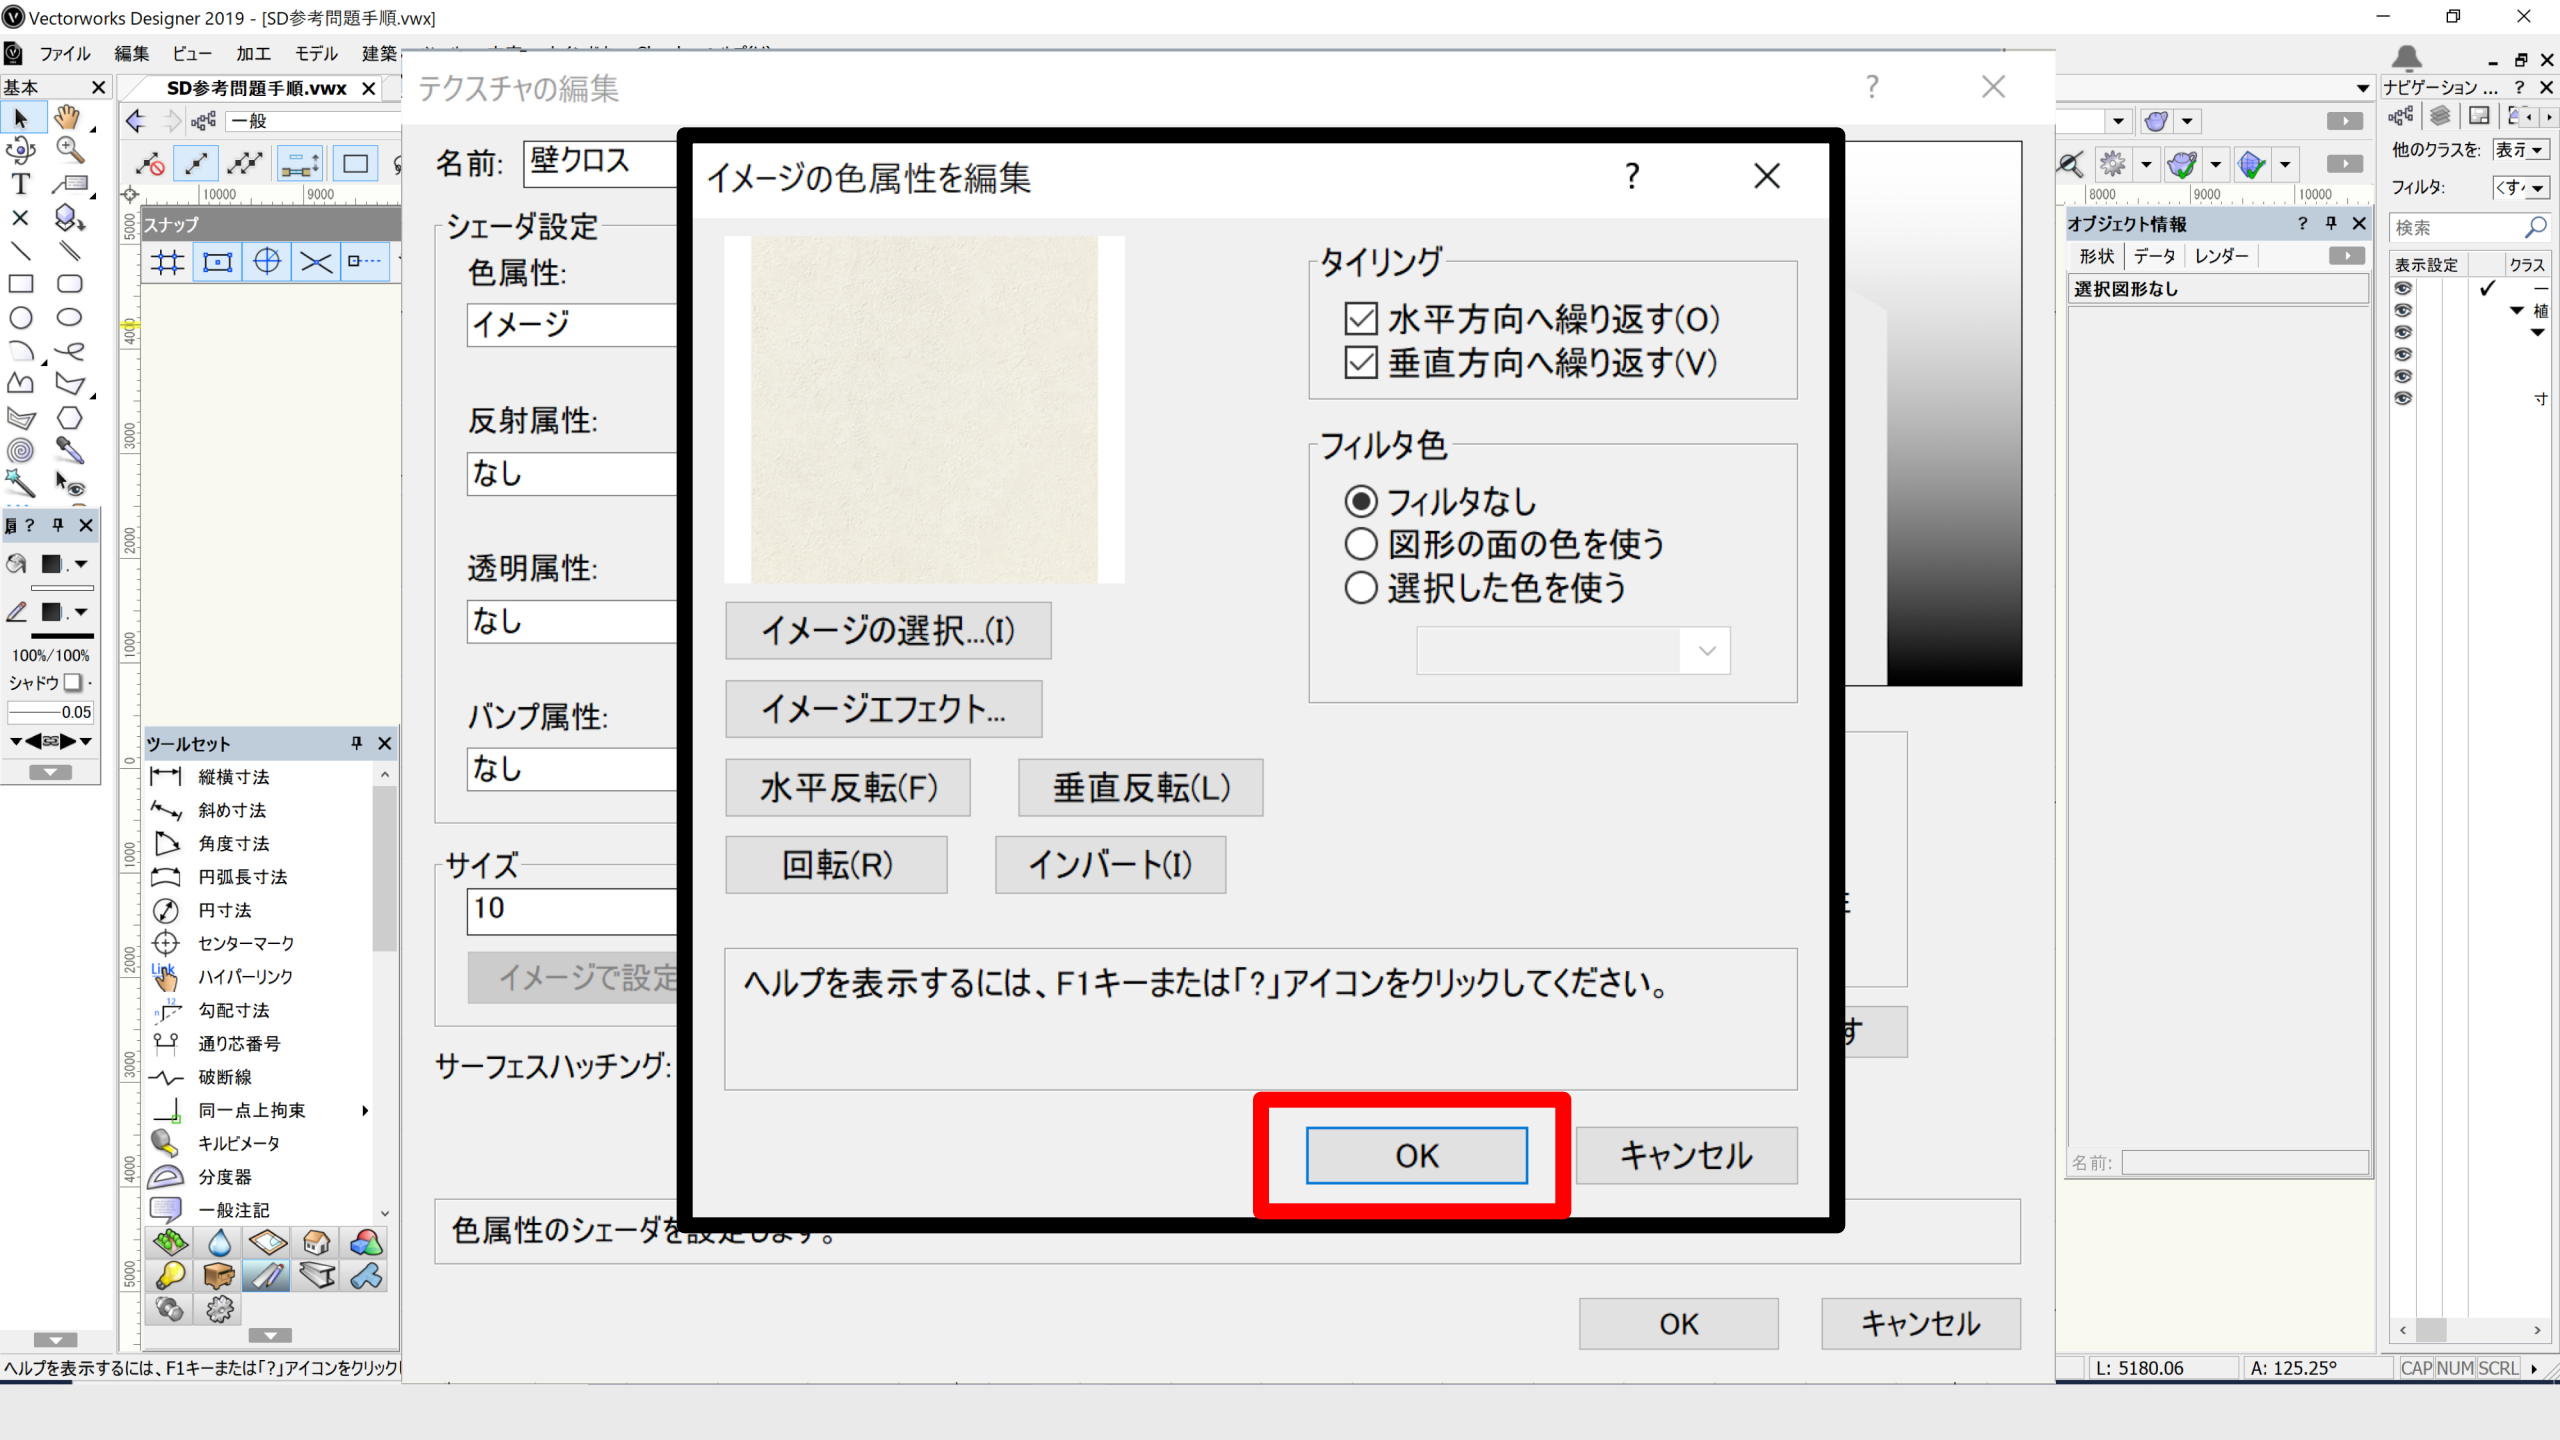 Vectorworks Designer 2019 - [SD参考問題手順.vwx]
ファイル 編集 ビュー 加工 モデル 建築
基本
SD参考問題手順.vwx
一般
10000 9000
スナップ
テクスチャの編集
名前: 壁クロス
シェーダ設定
色属性:
イメージ
反射属性:
なし
透明属性:
なし
バンプ属性:
なし
サイズ
10
イメージで設定
サーフェスハッチング:
色属性のシェーダを設定します。
す
OK キャンセル
イメージの色属性を編集
タイリング
水平方向へ繰り返す(O)
垂直方向へ繰り返す(V)
フィルタ色
フィルタなし
図形の面の色を使う
選択した色を使う
イメージの選択...(I)
イメージエフェクト...
水平反転(F) 垂直反転(L)
回転(R) インバート(I)
ヘルプを表示するには、F1キーまたは「?」アイコンをクリックしてください。
OK キャンセル
100%/100%
シャドウ
0.05
ツールセット
縦横寸法
斜め寸法
角度寸法
円弧長寸法
円寸法
センターマーク
Link ハイパーリンク
勾配寸法
通り芯番号
破断線
同一点上拘束
キルビメータ
分度器
一般注記
5000
4000
3000
2000
1000
0
1000
2000
3000
4000
5000
8000 9000 10000
オブジェクト情報
形状 データ レンダー
選択図形なし
名前:
ナビゲーション ...
他のクラスを: 表示
フィルタ: <す
検索
表示設定 クラス
一
植
寸
ヘルプを表示するには、F1キーまたは「?」アイコンをクリック
L: 5180.06 A: 125.25° CAP NUM SCRL